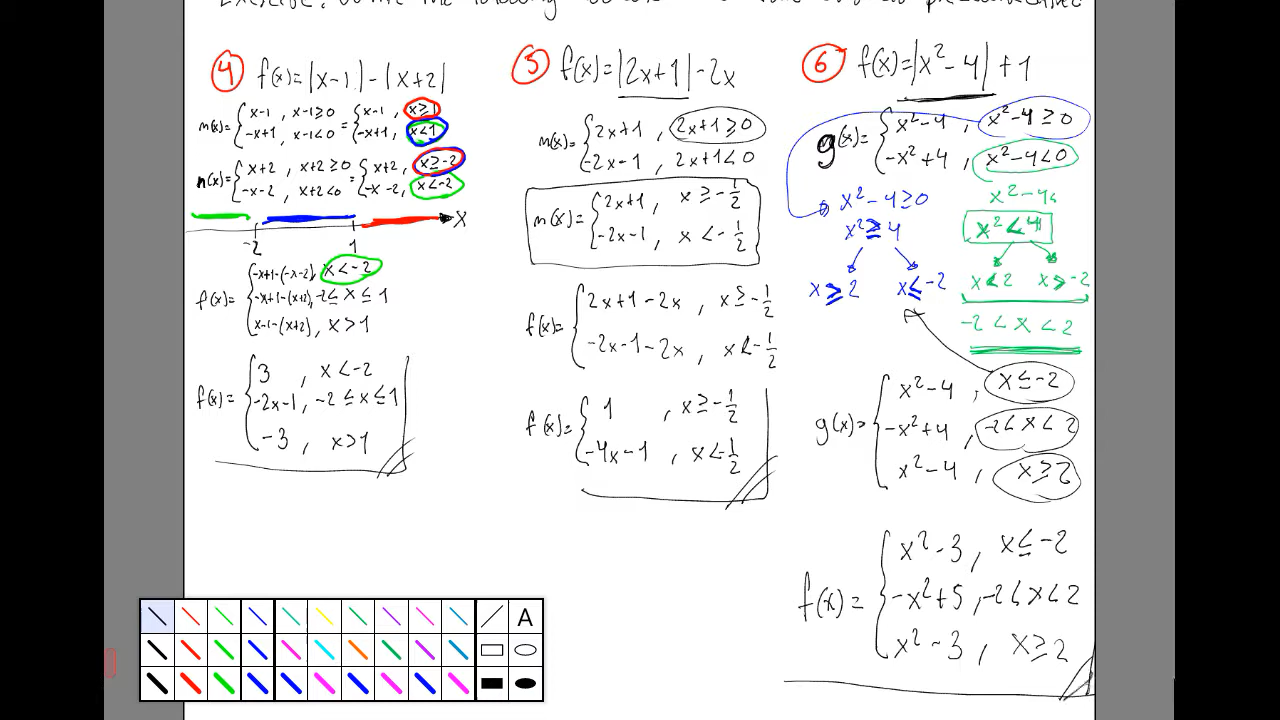 Exercise: Write the following
④ f(x)=|x-1|-|x+2|
m(x)={x-1, x-1≥0 = {x-1, x≥1
-x+1, x-1<0 -x+1, x<1
n(x)={x+2, x+2≥0 = {x+2, x≥-2
-x-2, x+2<0 -x-2, x<-2
x
-2 1
f(x)={-x+1-(-x-2), x<-2
-x+1-(x+2), -2≤x≤1
x-1-(x+2), x>1
f(x)={3, x<-2
-2x-1, -2≤x≤1
-3, x>1
⑤ f(x)=|2x+1|-2x
m(x)={2x+1, 2x+1≥0
-2x-1, 2x+1<0
m(x)={2x+1, x≥-1/2
-2x-1, x<-1/2
f(x)={2x+1-2x, x≥-1/2
-2x-1-2x, x<-1/2
f(x)={1, x≥-1/2
-4x-1, x<-1/2
⑥ f(x)=|x²-4|+1
g(x)={x²-4, x²-4≥0
-x²+4, x²-4<0
x²-4≥0
x²≥4
x≥2 x≤-2
x²-4<
x²<4
x<2 x>-2
-2<x<2
g(x)={x²-4, x≤-2
-x²+4, -2<x<2
x²-4, x≥2
f(x)={x²-3, x≤-2
-x²+5, -2<x<2
x²-3, x≥2
A